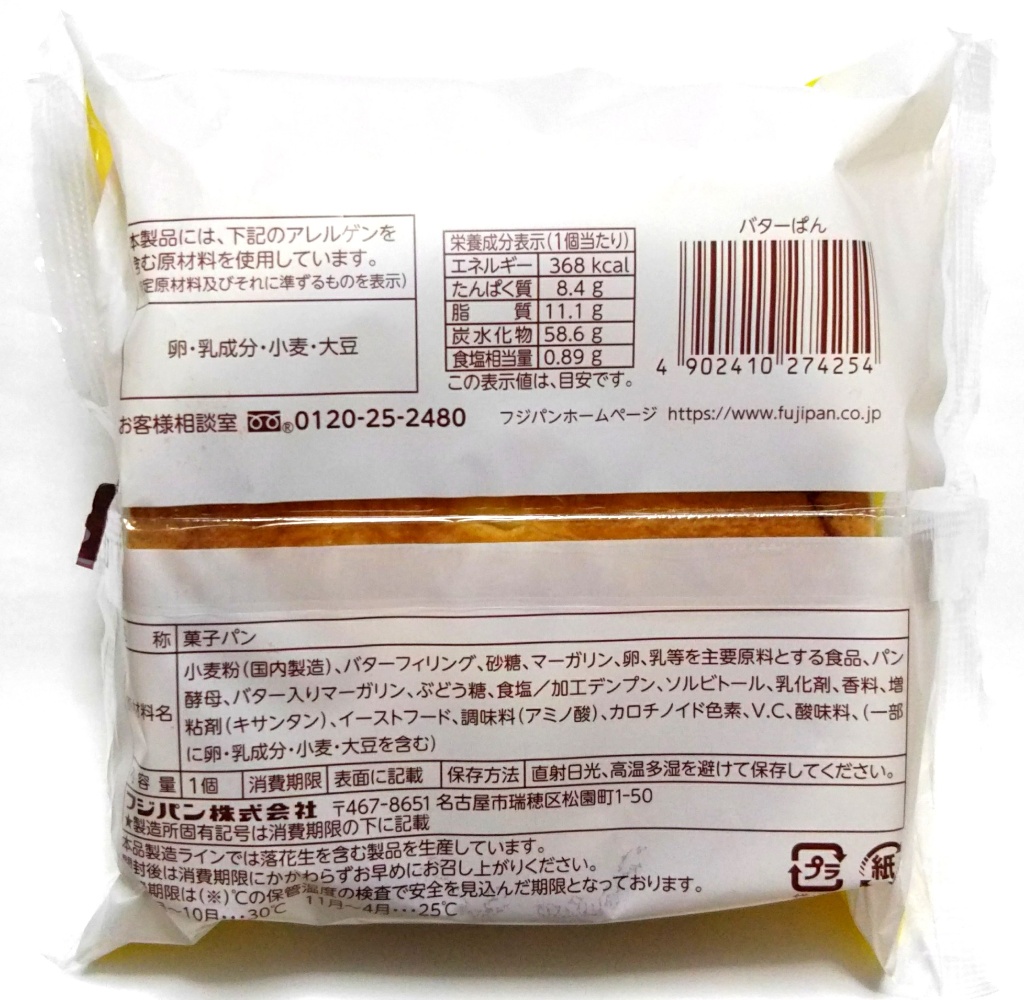 本製品には、下記のアレルゲンを
含む原材料を使用しています。
定原材料及びそれに準ずるものを表示)
卵・乳成分・小麦・大豆
栄養成分表示(1個当たり)
エネルギー 368 kcal
たんぱく質 8.4 g
脂質 11.1 g
炭水化物 58.6 g
食塩相当量 0.89 g
この表示値は、目安です。
バターぱん
4 902410 274254
お客様相談室 ®0120-25-2480
フジパンホームページ https://www.fujipan.co.jp
称 菓子パン
材料名 小麦粉(国内製造)、バターフィリング、砂糖、マーガリン、卵、乳等を主要原料とする食品、パン
酵母、バター入りマーガリン、ぶどう糖、食塩/加工デンプン、ソルビトール、乳化剤、香料、増
粘剤(キサンタン)、イーストフード、調味料(アミノ酸)、カロチノイド色素、V.C、酸味料、(一部
に卵・乳成分・小麦・大豆を含む)
容量 1個 消費期限 表面に記載 保存方法 直射日光、高温多湿を避けて保存してください。
フジパン株式会社 〒467-8651 名古屋市瑞穂区松園町1-50
★製造所固有記号は消費期限の下に記載
本品製造ラインでは落花生を含む製品を生産しています。
開封後は消費期限にかかわらずお早めにお召し上がりください。
期限は(※)℃の保管温度の検査で安全を見込んだ期限となっております。
～10月・・・30℃ 11月～4月・・・25℃
プラ
紙